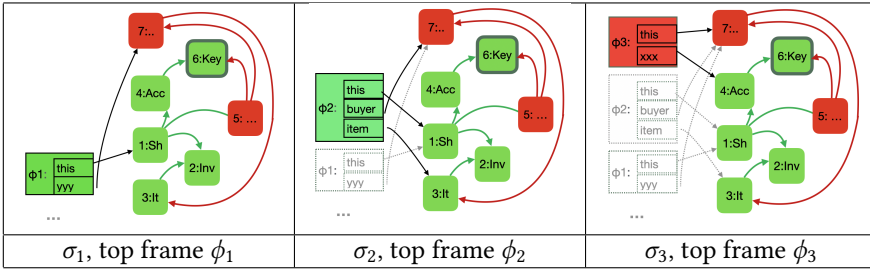 7:..
6:Key
4:Acc
5: ...
1:Sh
2:Inv
3:It
ϕ1:
this
yyy
...
σ1, top frame ϕ1
7:..
6:Key
4:Acc
5: ...
1:Sh
2:Inv
3:It
ϕ2:
this
buyer
item
ϕ1:
this
yyy
...
σ2, top frame ϕ2
7:..
6:Key
4:Acc
5: ...
1:Sh
2:Inv
3:It
ϕ3:
this
xxx
ϕ2:
this
buyer
item
ϕ1:
this
yyy
...
σ3, top frame ϕ3